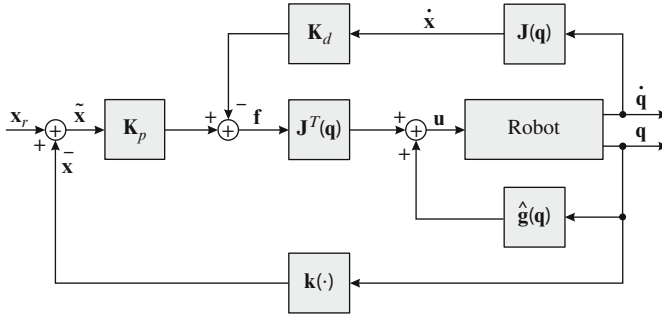 K_d
ẋ
J(q)
x_r
+
−
x̃
x
K_p
+
−
f
J^T(q)
+
+
u
Robot
q̇
q
ĝ(q)
k(·)